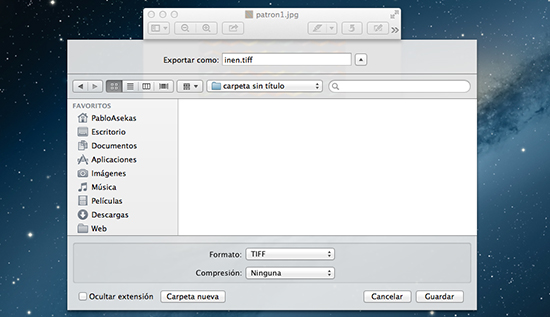 patron1.jpg
Exportar como: inen.tiff
carpeta sin título
FAVORITOS
PabloAsekas
Escritorio
Documentos
Aplicaciones
Imágenes
Música
Películas
Descargas
Web
Formato: TIFF
Compresión: Ninguna
Ocultar extensión Carpeta nueva Cancelar Guardar